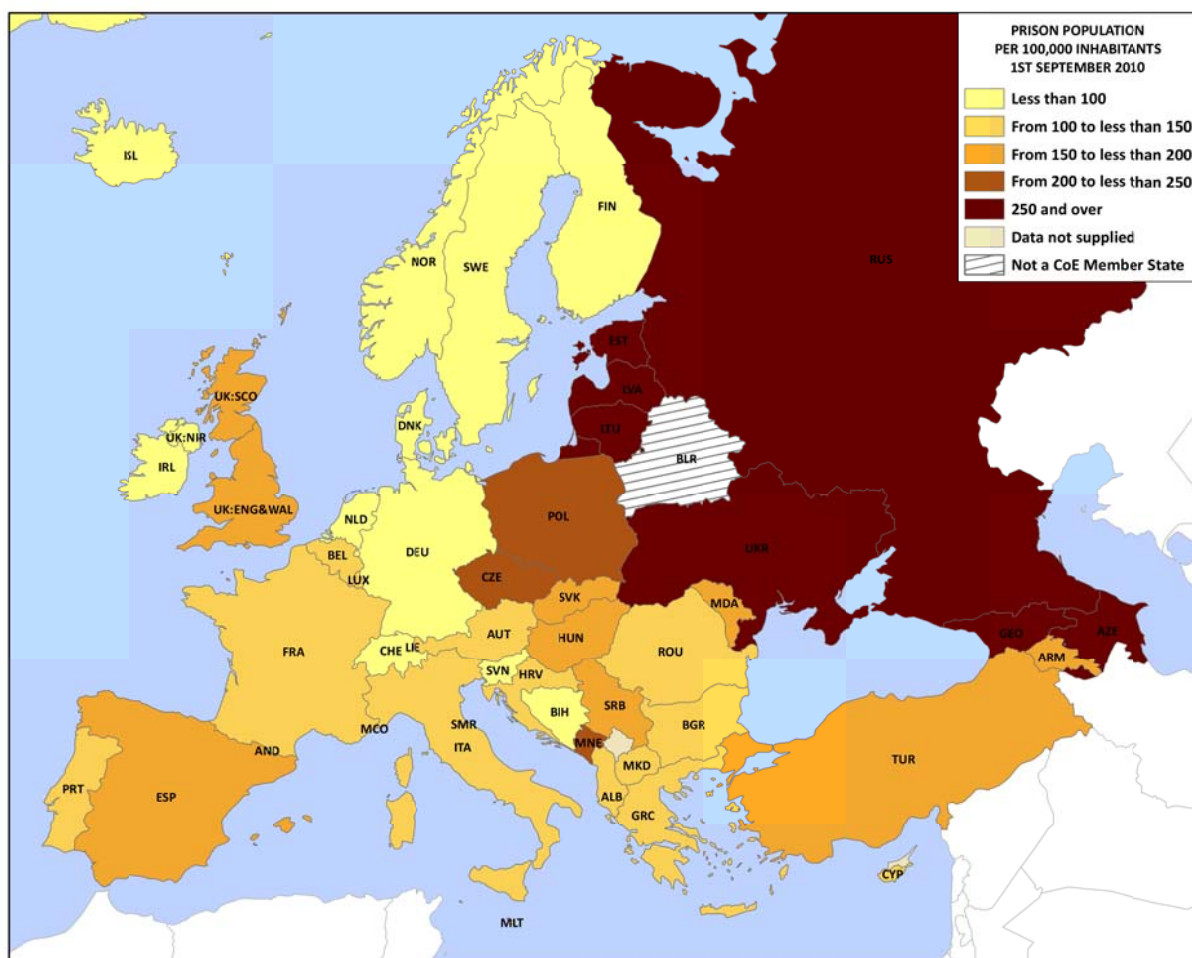 PRISON POPULATION
PER 100,000 INHABITANTS
1ST SEPTEMBER 2010
Less than 100
From 100 to less than 150
From 150 to less than 200
From 200 to less than 250
250 and over
Data not supplied
Not a CoE Member State
ISL
FIN
NOR
SWE
RUS
EST
LVA
UK:SCO
LTU
DNK
UK:NIR
BLR
IRL
UK:ENG&WAL
NLD
POL
DEU
UKR
BEL
LUX
CZE
SVK
MDA
AUT
HUN
FRA
CHE
LIE
ROU
GEO
AZE
SVN
HRV
ARM
BIH
SRB
MCO
SMR
BGR
ITA
MNE
AND
MKD
TUR
PRT
ESP
ALB
GRC
CYP
MLT